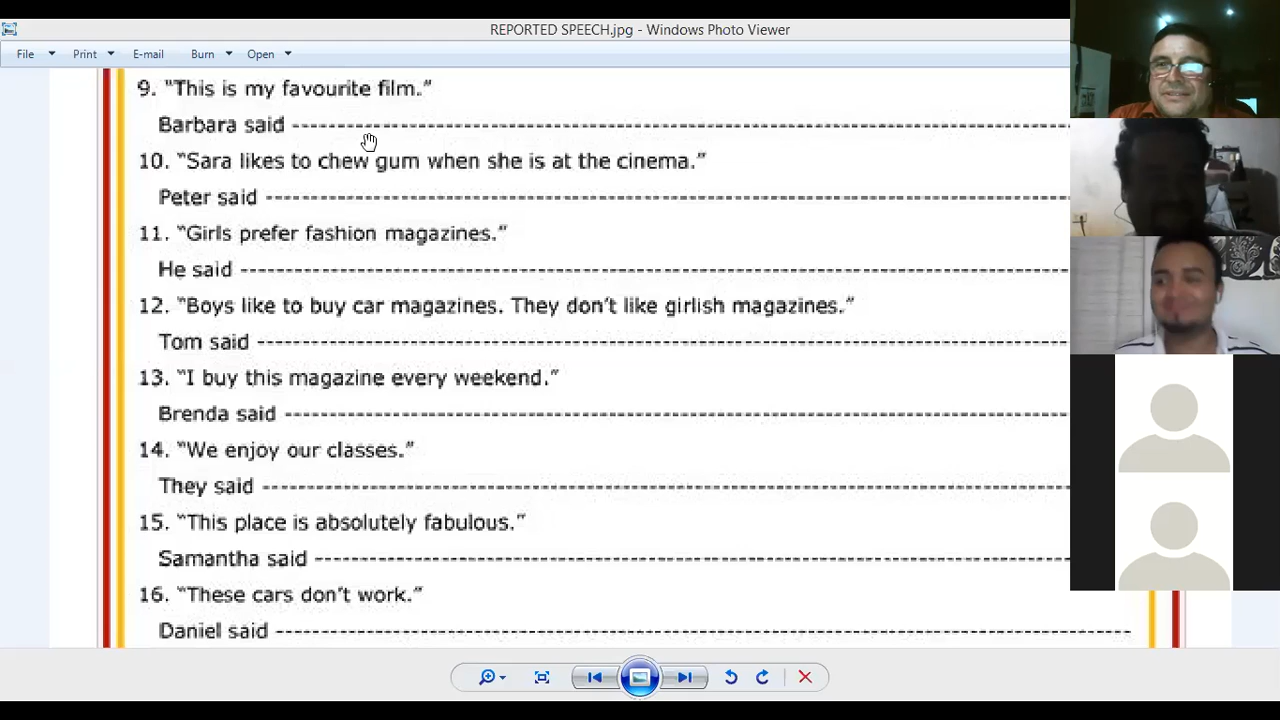 REPORTED SPEECH.jpg - Windows Photo Viewer
File Print E-mail Burn Open
9. "This is my favourite film."
Barbara said
10. "Sara likes to chew gum when she is at the cinema."
Peter said
11. "Girls prefer fashion magazines."
He said
12. "Boys like to buy car magazines. They don't like girlish magazines."
Tom said
13. "I buy this magazine every weekend."
Brenda said
14. "We enjoy our classes."
They said
15. "This place is absolutely fabulous."
Samantha said
16. "These cars don't work."
Daniel said